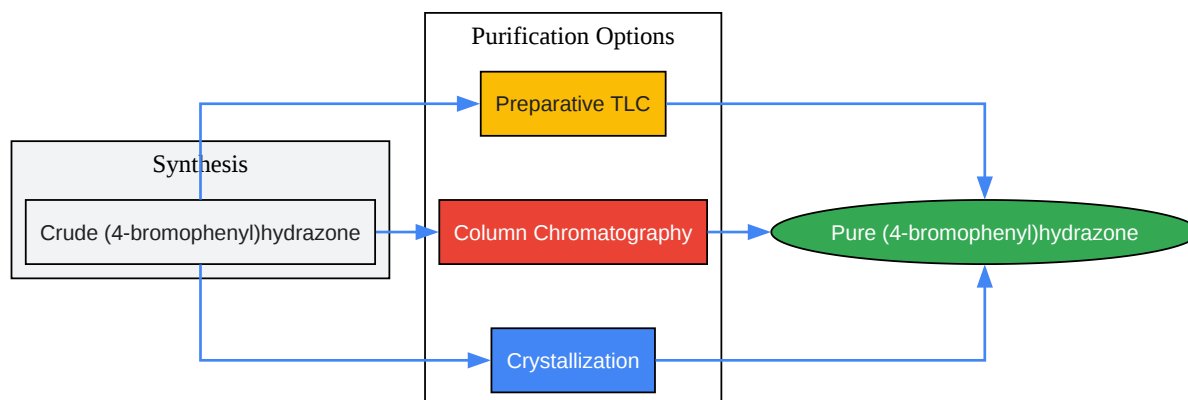 Purification Options
Preparative TLC
Synthesis
Crude (4-bromophenyl)hydrazone
Column Chromatography
Pure (4-bromophenyl)hydrazone
Crystallization